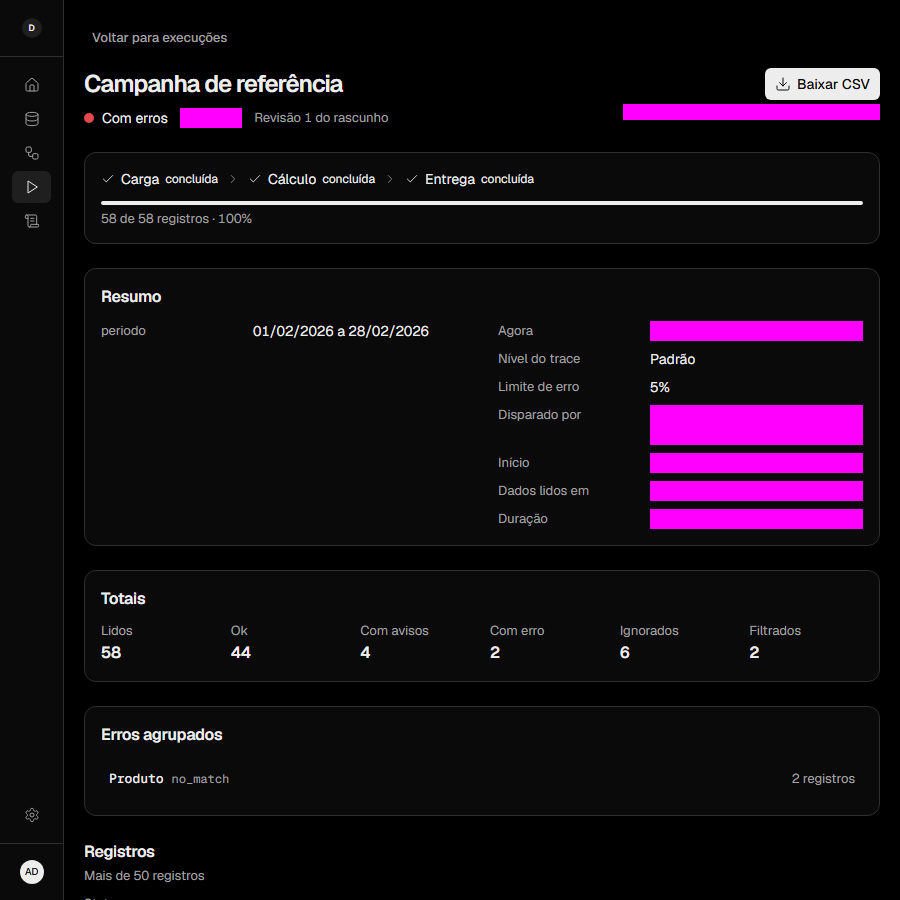 D
Voltar para execuções
Campanha de referência
Baixar CSV
Com erros
Revisão 1 do rascunho
Carga concluída
Cálculo concluída
Entrega concluída
58 de 58 registros · 100%
Resumo
periodo 01/02/2026 a 28/02/2026
Agora
Nível do trace Padrão
Limite de erro 5%
Disparado por
Início
Dados lidos em
Duração
Totais
Lidos Ok Com avisos Com erro Ignorados Filtrados
58 44 4 2 6 2
Erros agrupados
Produto no_match 2 registros
Registros
Mais de 50 registros
AD